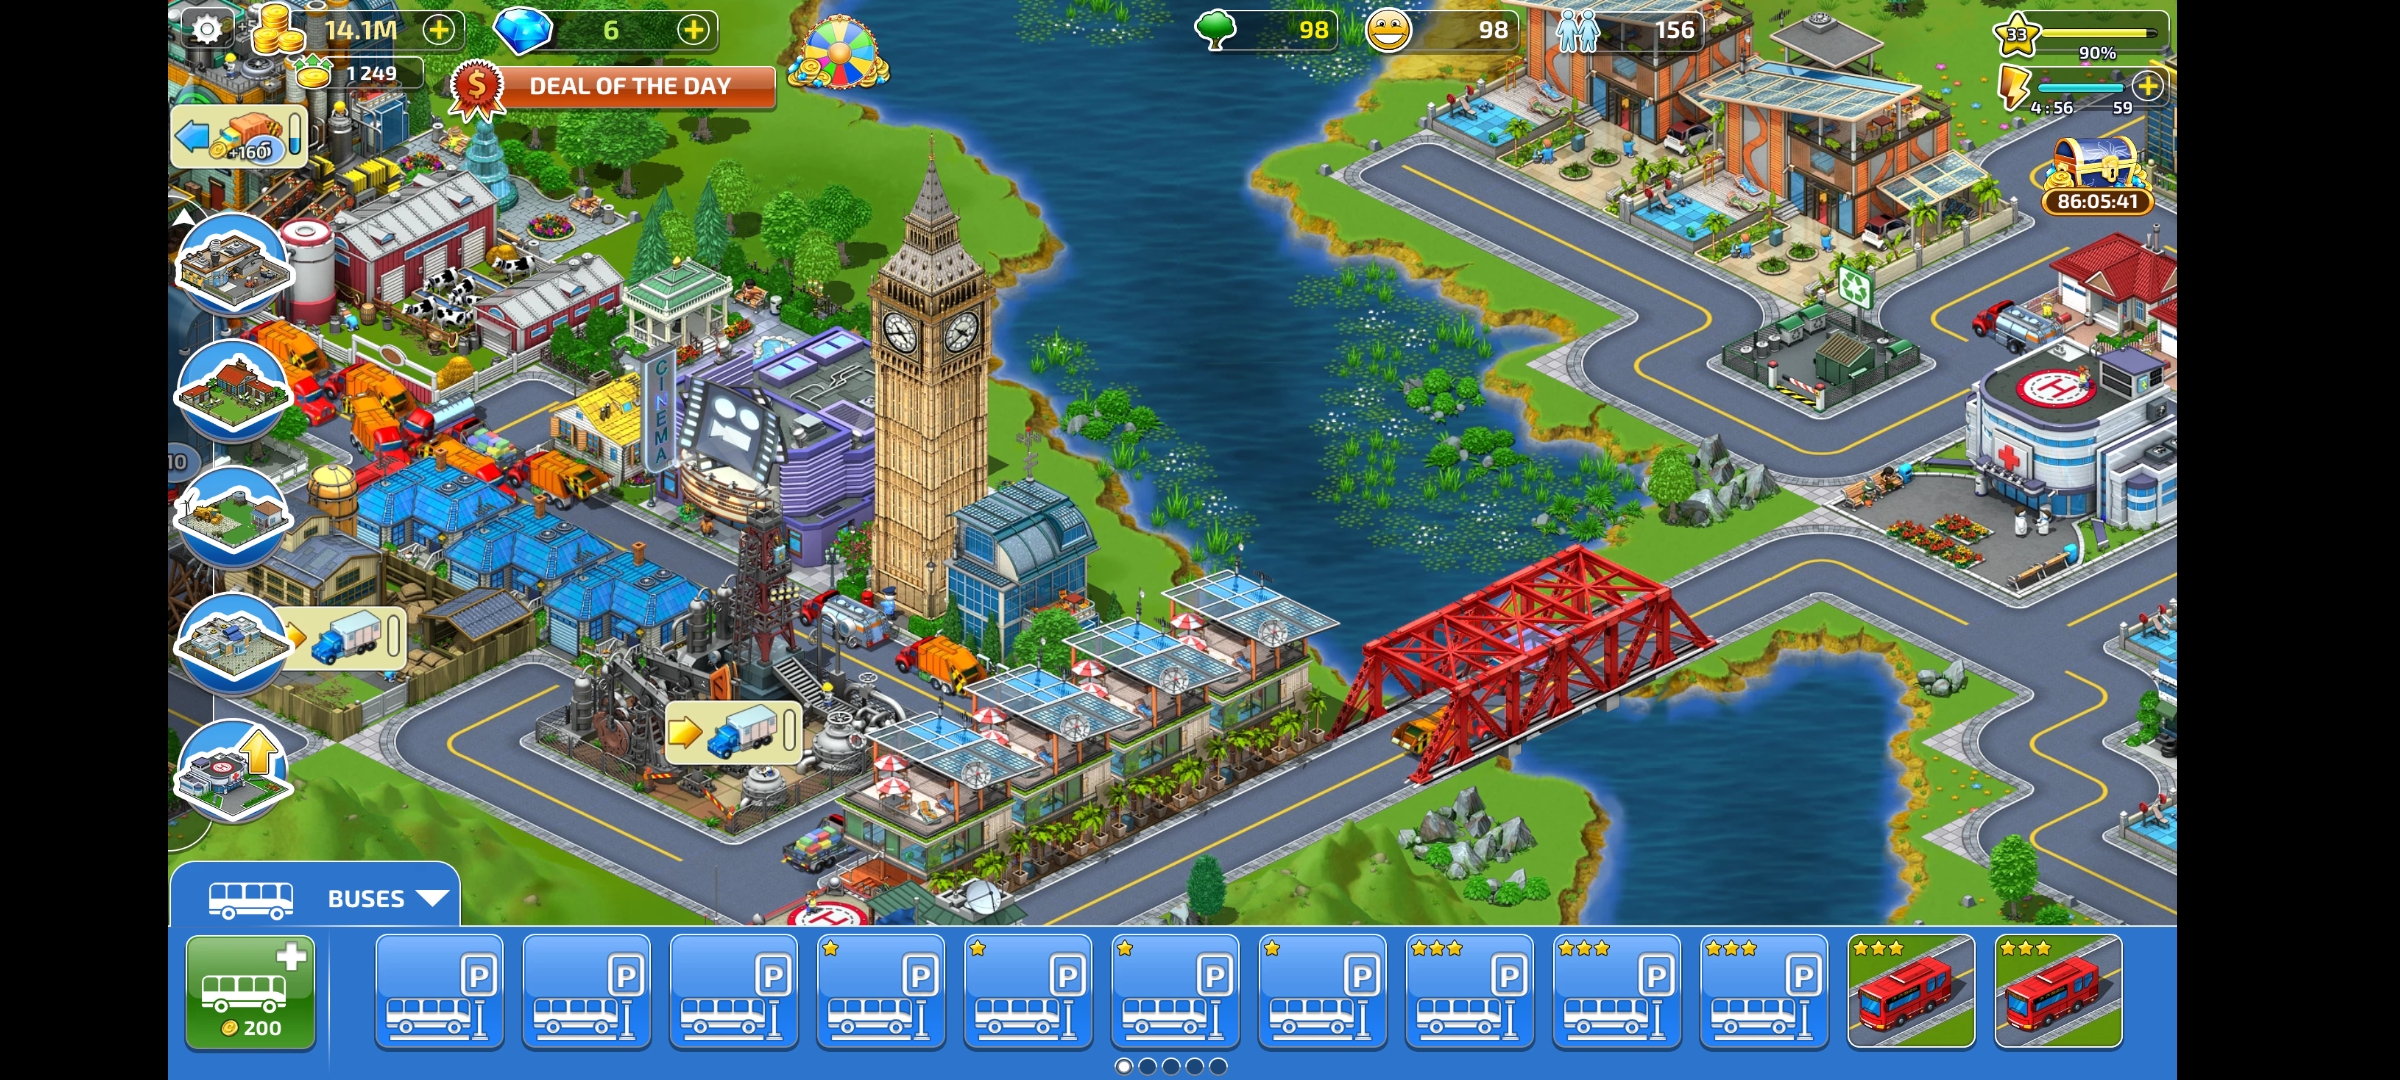 14.1M
6
98
98
156
33
90%
1 249
DEAL OF THE DAY
4:56
59
+160
86:05:41
CINEMA
10
H
BUSES
200
P
P
P
P
P
P
P
P
P
P
H